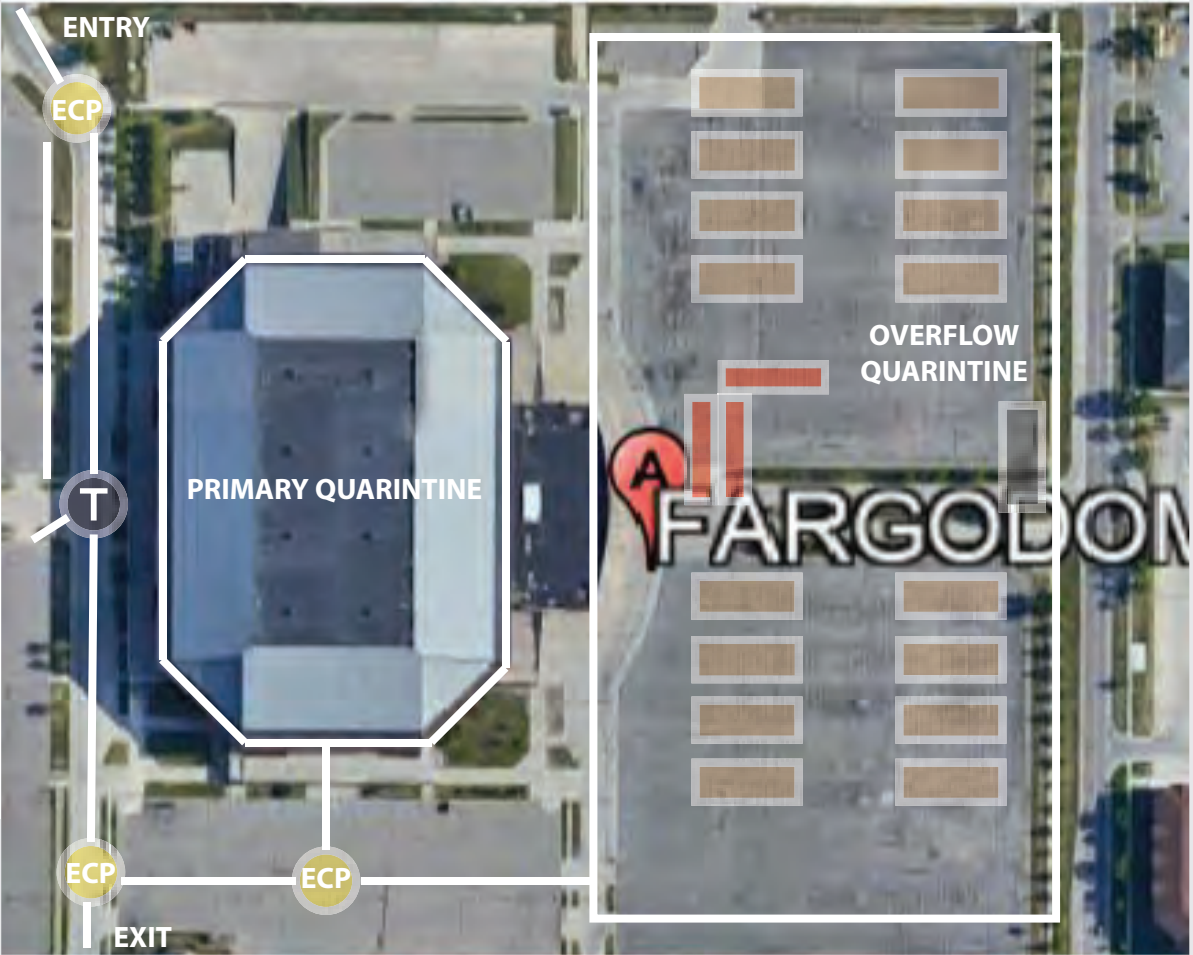 ENTRY
ECP
OVERFLOW
QUARINTINE
A
PRIMARY QUARINTINE
T
FARGODOM
ECP
ECP
EXIT